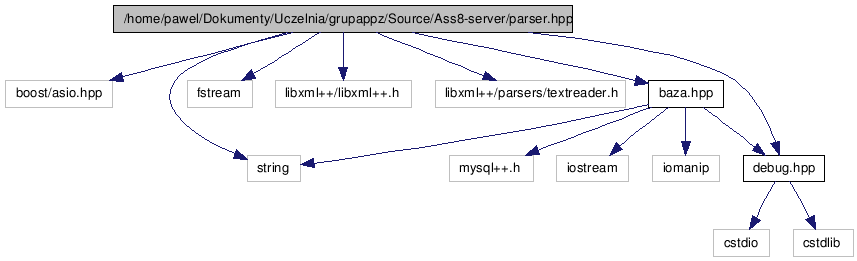 /home/pawel/Dokumenty/Uczelnia/grupappz/Source/Ass8-server/parser.hpp
boost/asio.hpp
fstream
libxml++/libxml++.h
libxml++/parsers/textreader.h
baza.hpp
string
mysql++.h
iostream
iomanip
debug.hpp
cstdio
cstdlib